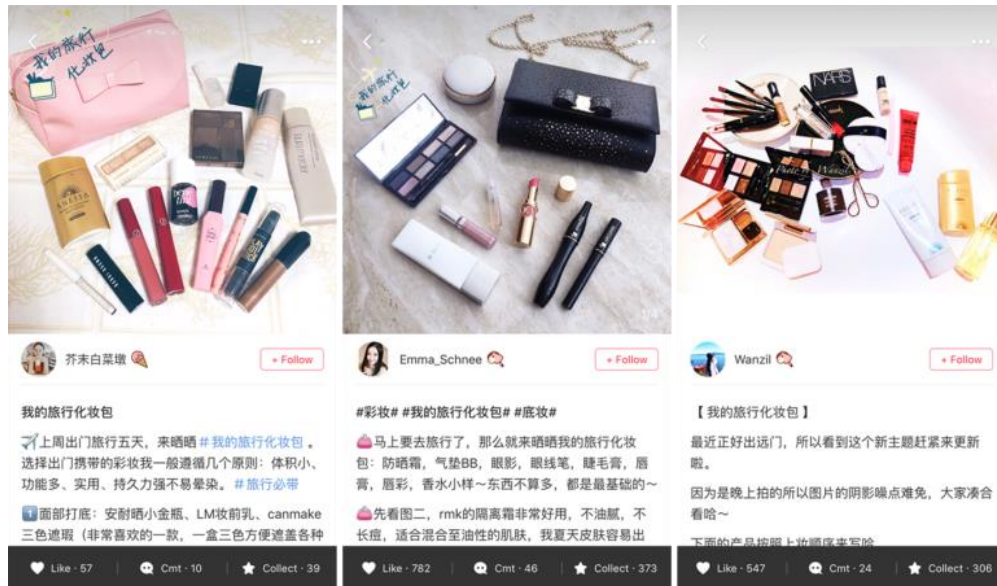 我的旅行
化妆包
芥末白菜墩
+ Follow
我的旅行化妆包
上周出门旅行五天，来晒晒#我的旅行化妆包 。
选择出门携带的彩妆我一般遵循几个原则：体积小、
功能多、实用、持久力强不易晕染。#旅行必带
1 面部打底：安耐晒小金瓶、LM妆前乳、canmake
三色遮瑕（非常喜欢的一款，一盒三色方便遮盖各种
Like · 57
Cmt · 10
Collect · 39
我的旅行
化妆包
Emma_Schnee
+ Follow
#彩妆# #我的旅行化妆包# #底妆#
马上要去旅行了，那么就来晒晒我的旅行化妆
包：防晒霜，气垫BB，眼影，眼线笔，睫毛膏，唇
膏，唇彩，香水小样～东西不算多，都是最基础的～
先看图二，rmk的隔离霜非常好用，不油腻，不
长痘，适合混合至油性的肌肤，我夏天皮肤容易出
Like · 782
Cmt · 46
Collect · 373
NARS
Wanzil
+ Follow
【 我的旅行化妆包 】
最近正好出远门，所以看到这个新主题赶紧来更新
啦。
因为是晚上拍的所以图片的阴影噪点难免，大家凑合
看哈～
下面的产品按照上妆顺序来写哈
Like · 547
Cmt · 24
Collect · 306